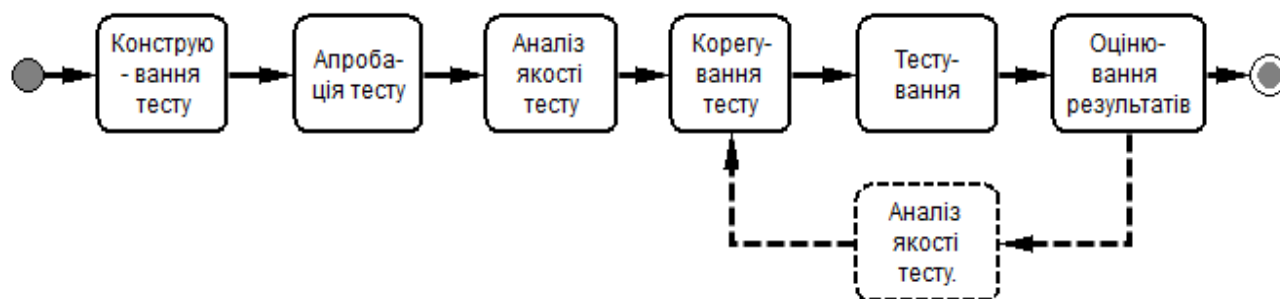 Конструю
- вання
тесту
Апроба-
ція тесту
Аналіз
якості
тесту
Корегу-
вання
тесту
Тесту-
вання
Оціню-
вання
результатів
Аналіз
якості
тесту.